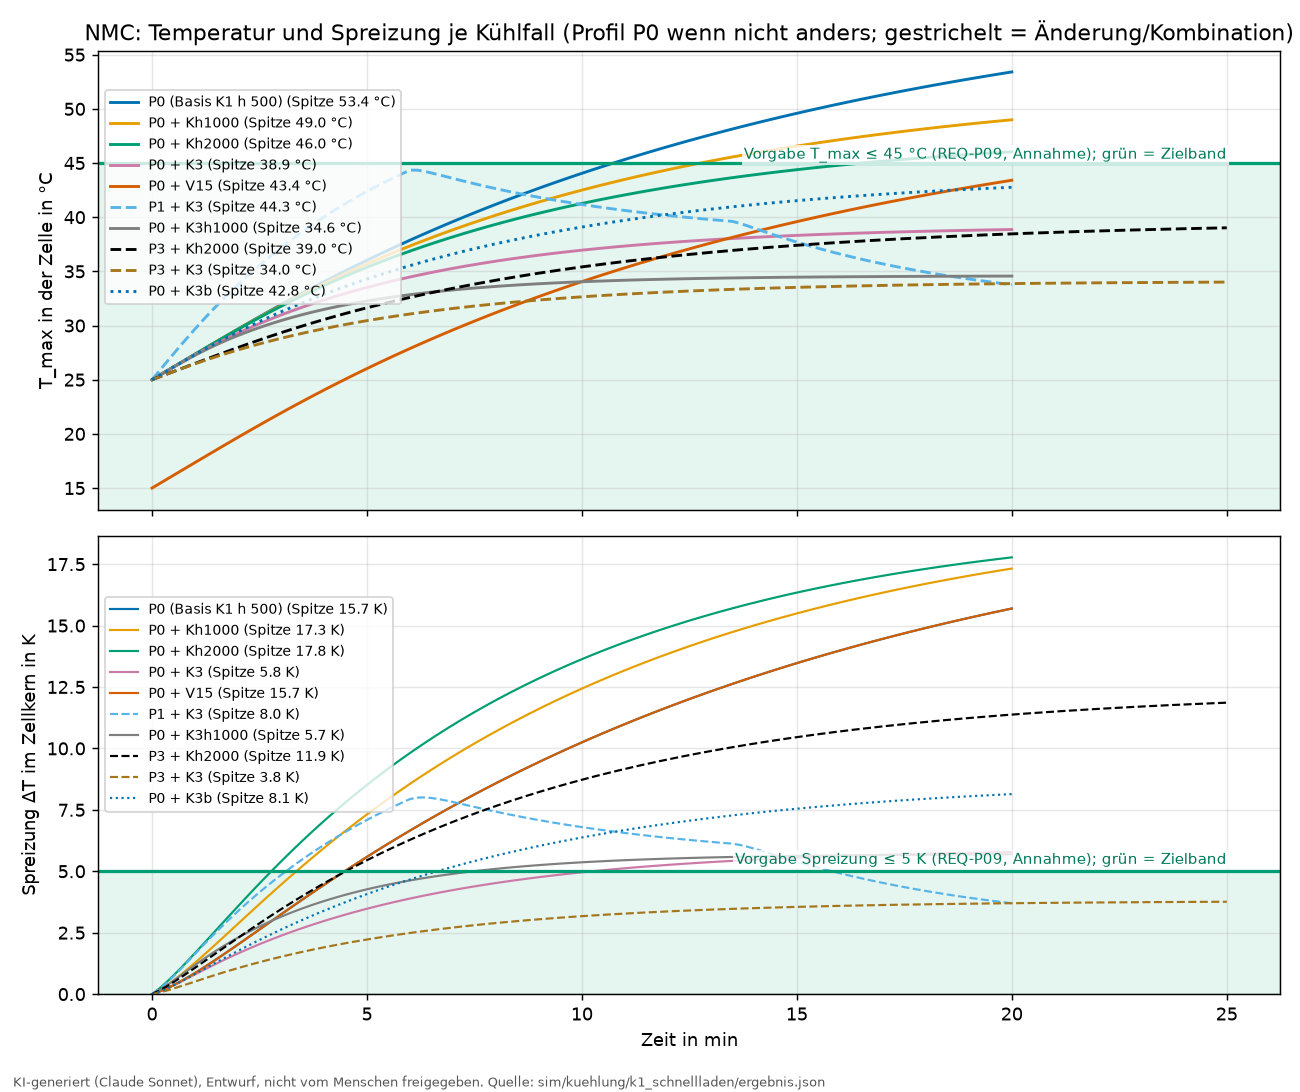 NMC: Temperatur und Spreizung je Kühlfall (Profil P0 wenn nicht anders; gestrichelt = Änderung/Kombination)
T_max in der Zelle in °C
55
50
45
40
35
30
25
20
15
P0 (Basis K1 h 500) (Spitze 53.4 °C)
P0 + Kh1000 (Spitze 49.0 °C)
P0 + Kh2000 (Spitze 46.0 °C)
P0 + K3 (Spitze 38.9 °C)
P0 + V15 (Spitze 43.4 °C)
P1 + K3 (Spitze 44.3 °C)
P0 + K3h1000 (Spitze 34.6 °C)
P3 + Kh2000 (Spitze 39.0 °C)
P3 + K3 (Spitze 34.0 °C)
P0 + K3b (Spitze 42.8 °C)
Vorgabe T_max ≤ 45 °C (REQ-P09, Annahme); grün = Zielband
Spreizung ΔT im Zellkern in K
17.5
15.0
12.5
10.0
7.5
5.0
2.5
0.0
P0 (Basis K1 h 500) (Spitze 15.7 K)
P0 + Kh1000 (Spitze 17.3 K)
P0 + Kh2000 (Spitze 17.8 K)
P0 + K3 (Spitze 5.8 K)
P0 + V15 (Spitze 15.7 K)
P1 + K3 (Spitze 8.0 K)
P0 + K3h1000 (Spitze 5.7 K)
P3 + Kh2000 (Spitze 11.9 K)
P3 + K3 (Spitze 3.8 K)
P0 + K3b (Spitze 8.1 K)
Vorgabe Spreizung ≤ 5 K (REQ-P09, Annahme); grün = Zielband
0 5 10 15 20 25
Zeit in min
KI-generiert (Claude Sonnet), Entwurf, nicht vom Menschen freigegeben. Quelle: sim/kuehlung/k1_schnellladen/ergebnis.json